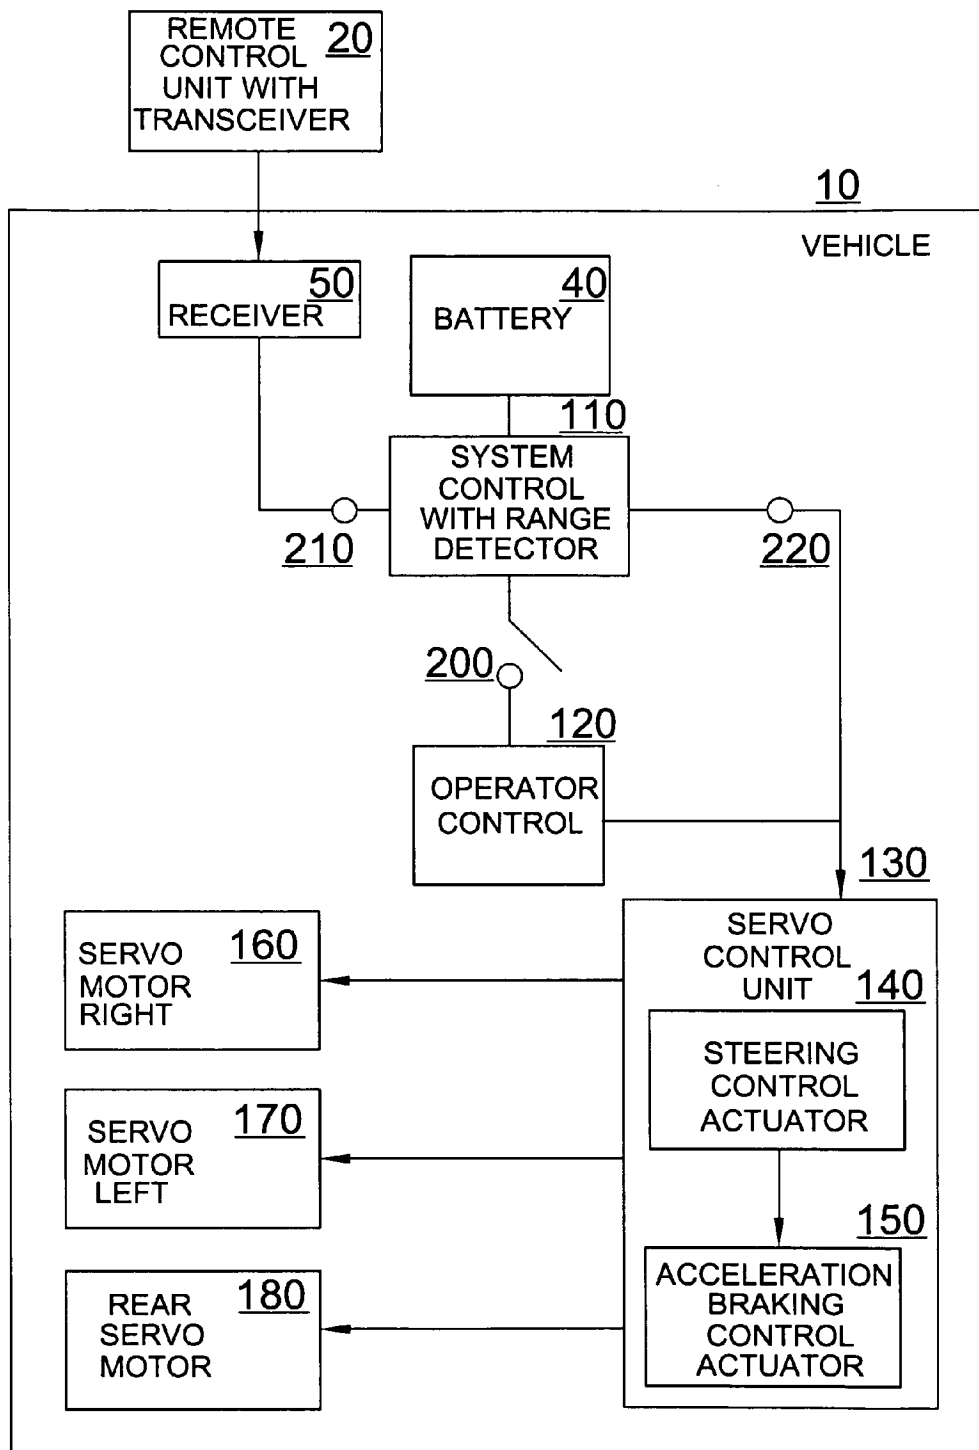 REMOTE 20
CONTROL
UNIT WITH
TRANSCEIVER
10
VEHICLE
50
RECEIVER
40
BATTERY
110
SYSTEM
CONTROL
WITH RANGE
DETECTOR
210
220
200
120
OPERATOR
CONTROL
130
SERVO
CONTROL
UNIT
140
STEERING
CONTROL
ACTUATOR
150
ACCELERATION
BRAKING
CONTROL
ACTUATOR
160
SERVO
MOTOR
RIGHT
170
SERVO
MOTOR
LEFT
180
REAR
SERVO
MOTOR